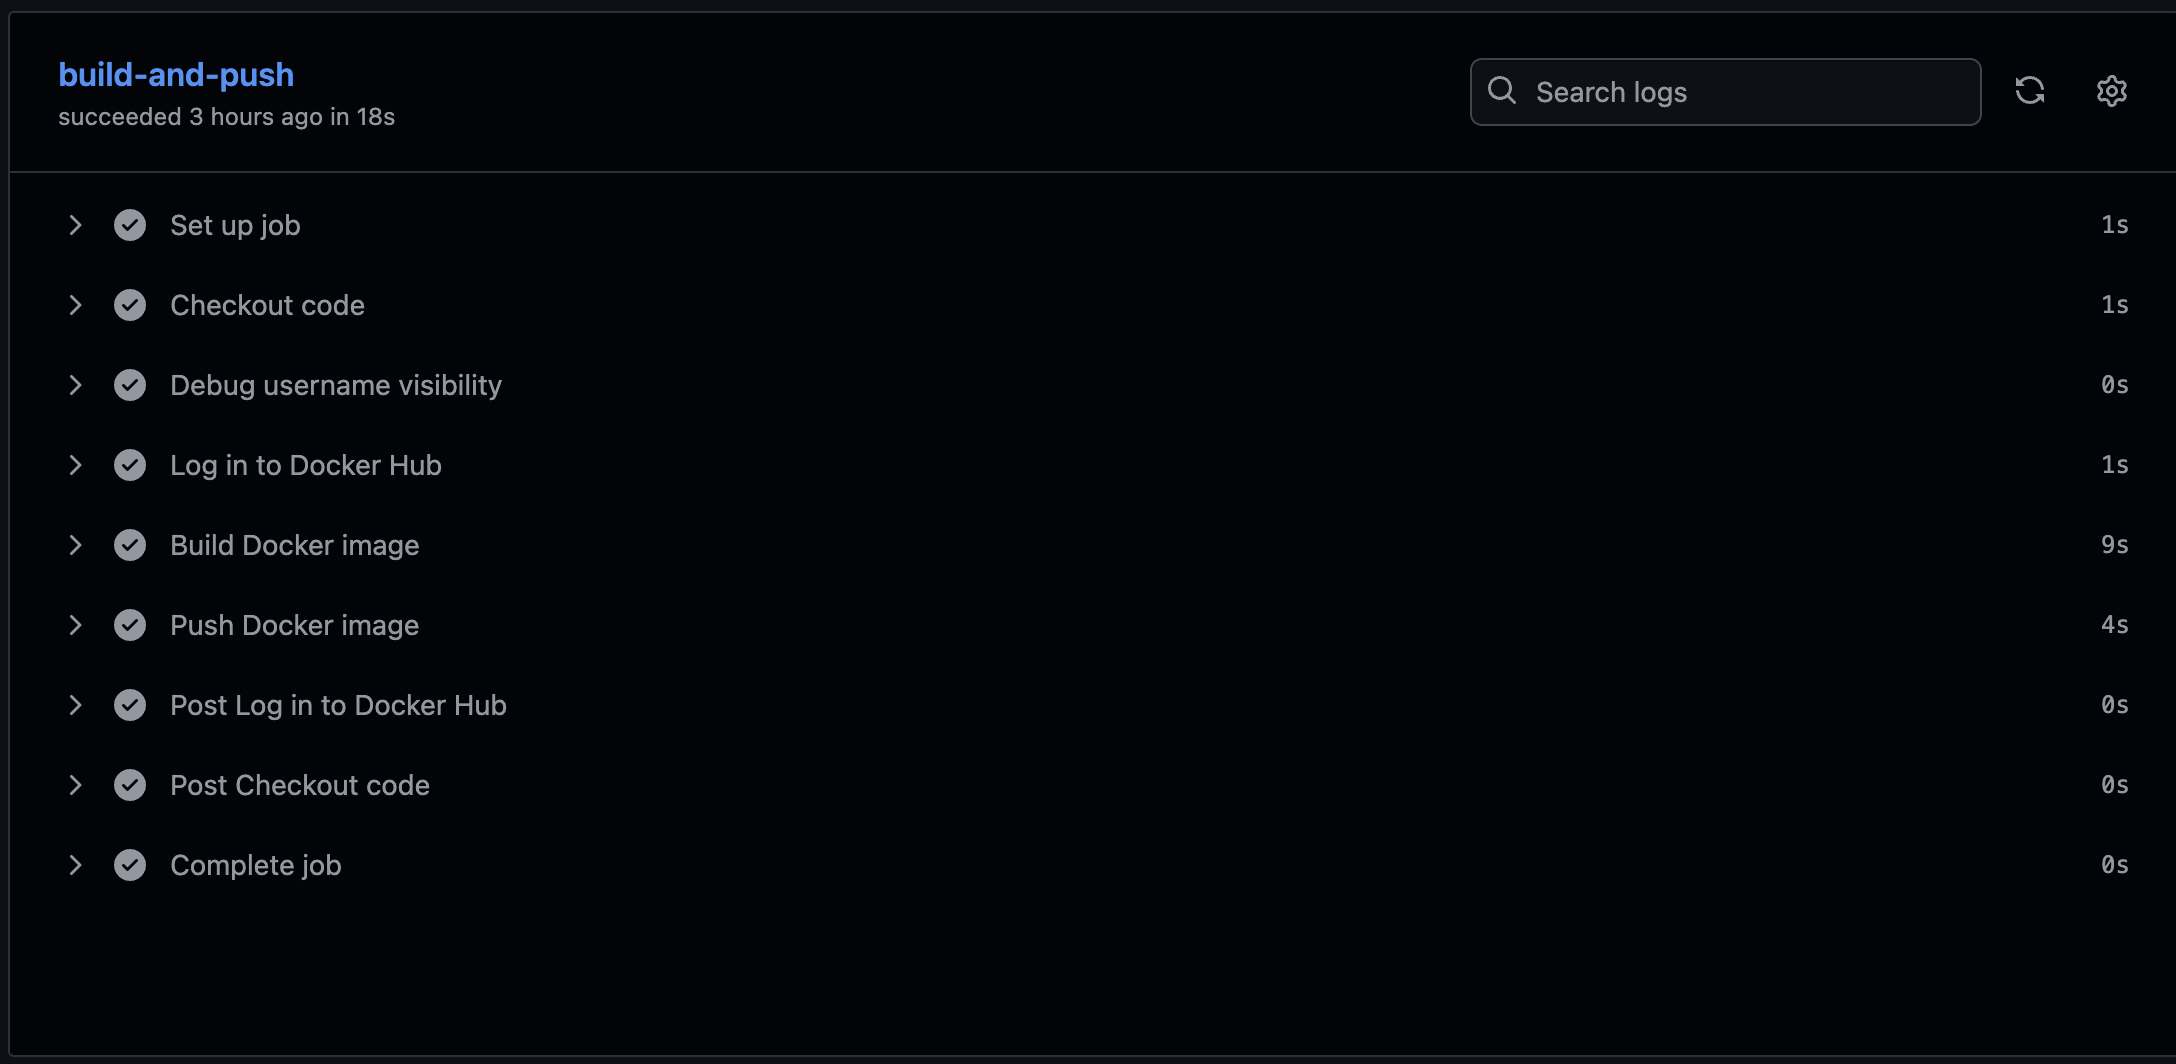 build-and-push
succeeded 3 hours ago in 18s
Search logs
Set up job 1s
Checkout code 1s
Debug username visibility 0s
Log in to Docker Hub 1s
Build Docker image 9s
Push Docker image 4s
Post Log in to Docker Hub 0s
Post Checkout code 0s
Complete job 0s